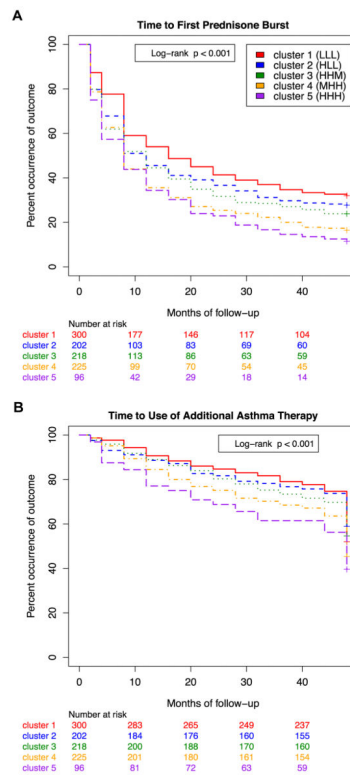 A
Time to First Prednisone Burst
Log-rank p < 0.001
cluster 1 (LLL)
cluster 2 (HLL)
cluster 3 (HHM)
cluster 4 (MHH)
cluster 5 (HHH)
Percent occurrence of outcome
100
80
60
40
20
0
0 10 20 30 40
Months of follow-up
Number at risk
cluster 1 300 177 146 117 104
cluster 2 202 103 83 69 60
cluster 3 218 113 86 63 59
cluster 4 225 99 70 54 45
cluster 5 96 42 29 18 14
B
Time to Use of Additional Asthma Therapy
Log-rank p < 0.001
Percent occurrence of outcome
100
80
60
40
20
0
0 10 20 30 40
Months of follow-up
Number at risk
cluster 1 300 283 265 249 237
cluster 2 202 184 176 160 155
cluster 3 218 200 188 170 160
cluster 4 225 201 180 161 154
cluster 5 96 81 72 63 59